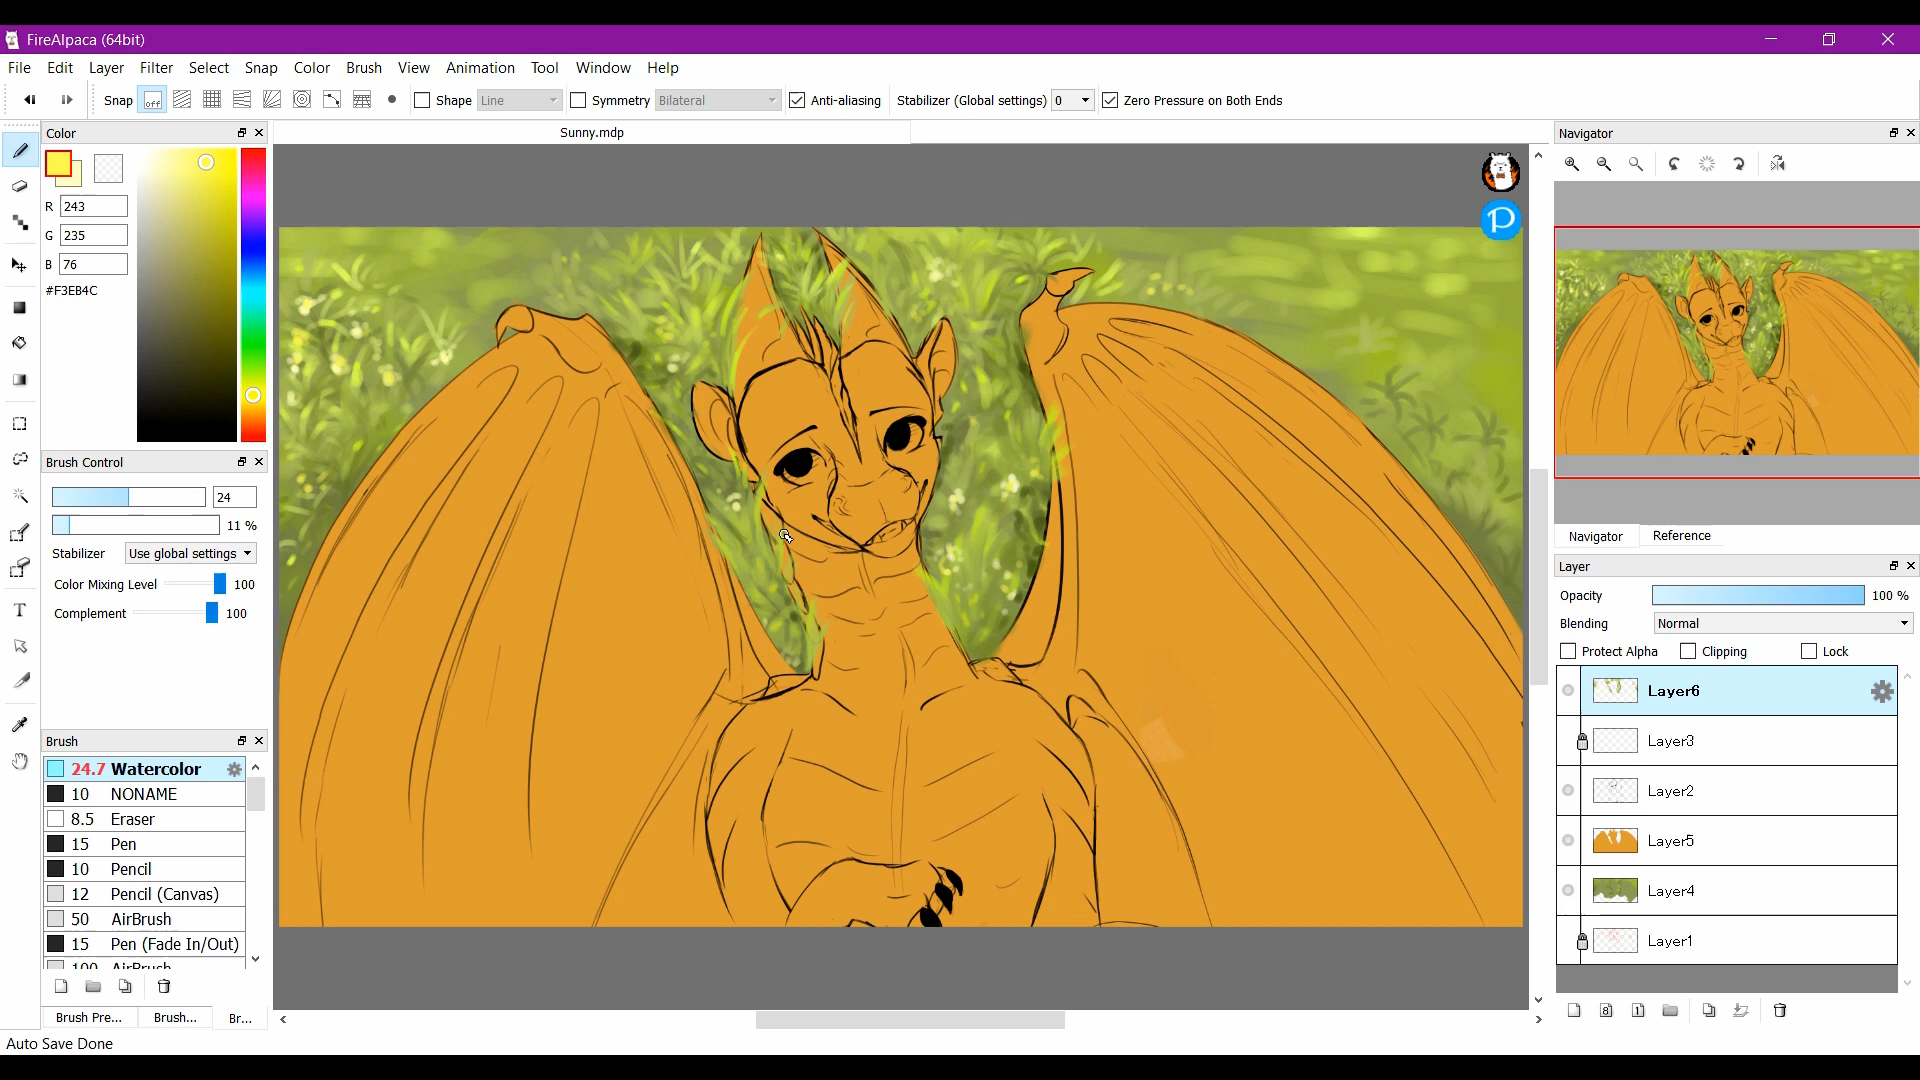 FireAlpaca (64bit)
File Edit Layer Filter Select Snap Color Brush View Animation Tool Window Help
Snap off Shape Line Symmetry Bilateral Anti-aliasing Stabilizer (Global settings) 0 Zero Pressure on Both Ends
Color
Sunny.mdp
Navigator
R 243
G 235
B 76
#F3EB4C
Brush Control
24
11 %
Stabilizer Use global settings
Color Mixing Level 100
Complement 100
Navigator Reference
Layer
Opacity 100 %
Blending Normal
Protect Alpha Clipping Lock
Layer6
Layer3
Layer2
Layer5
Layer4
Layer1
Brush
24.7 Watercolor
10 NONAME
8.5 Eraser
15 Pen
10 Pencil
12 Pencil (Canvas)
50 AirBrush
15 Pen (Fade In/Out)
100 AirBrush
Brush Pre... Brush... Br...
Auto Save Done